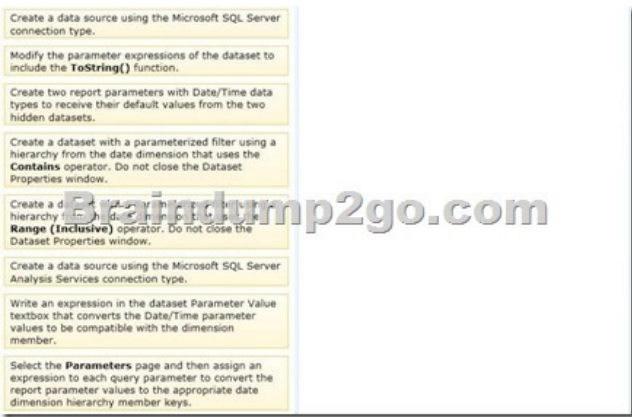 Create a data source using the Microsoft SQL Server
connection type.
Modify the parameter expressions of the dataset to
include the ToString() function.
Create two report parameters with Date/Time data
types to receive their default values from the two
hidden datasets.
Create a dataset with a parameterized filter using a
hierarchy from the date dimension that uses the
Contains operator. Do not close the Dataset
Properties window.
Braindump2go.com
Create a
hierarchy
Range (Inclusive) operator. Do not close the
Dataset Properties window.
Create a data source using the Microsoft SQL Server
Analysis Services connection type.
Write an expression in the dataset Parameter Value
textbox that converts the Date/Time parameter
values to be compatible with the dimension
member.
Select the Parameters page and then assign an
expression to each query parameter to convert the
report parameter values to the appropriate date
dimension hierarchy member keys.